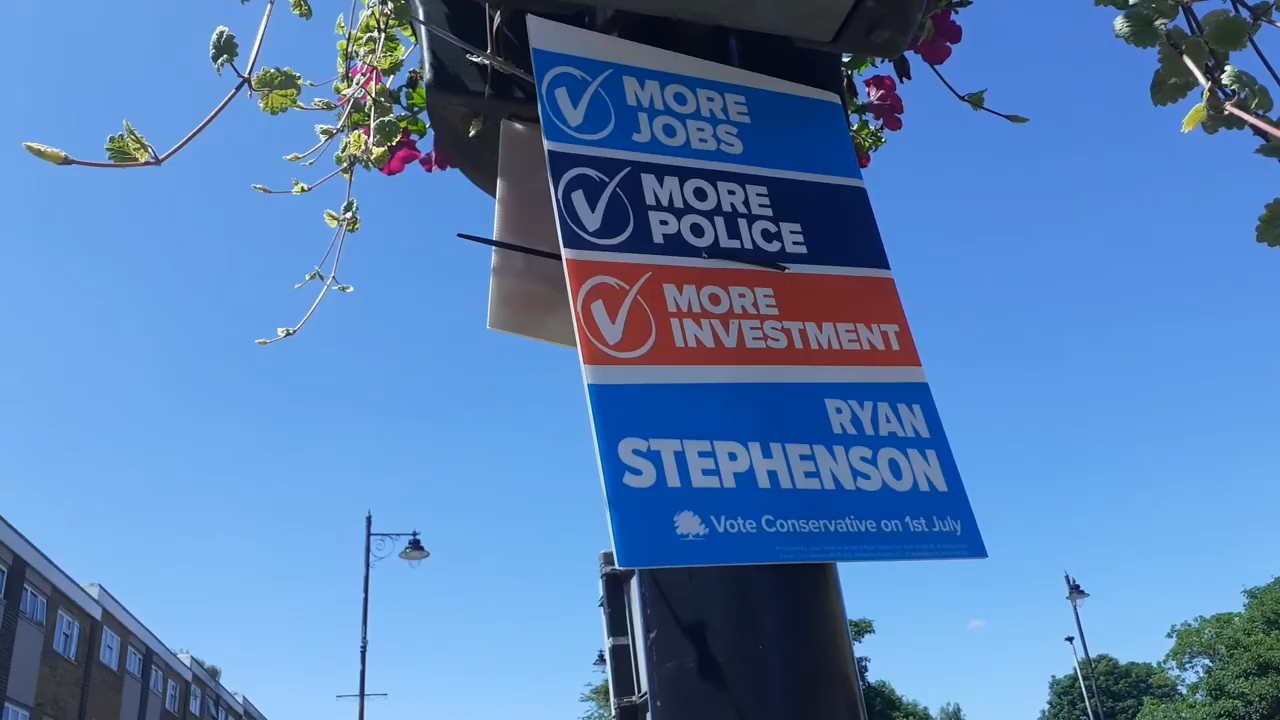 MORE
JOBS
MORE
POLICE
MORE
INVESTMENT
RYAN
STEPHENSON
Vote Conservative on 1st July